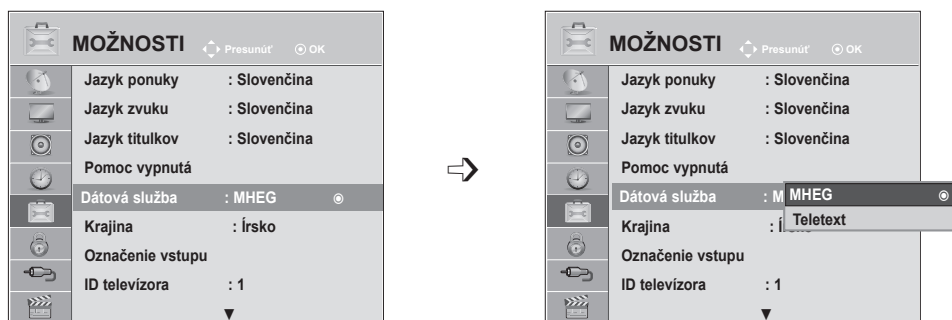 MOŽNOSTI Presunúť OK
Jazyk ponuky : Slovenčina
Jazyk zvuku : Slovenčina
Jazyk titulkov : Slovenčina
Pomoc vypnutá
Dátová služba : MHEG
Krajina : Írsko
Označenie vstupu
ID televízora : 1
MOŽNOSTI Presunúť OK
Jazyk ponuky : Slovenčina
Jazyk zvuku : Slovenčina
Jazyk titulkov : Slovenčina
Pomoc vypnutá
Dátová služba : M MHEG
Krajina : Teletext
Označenie vstupu
ID televízora : 1